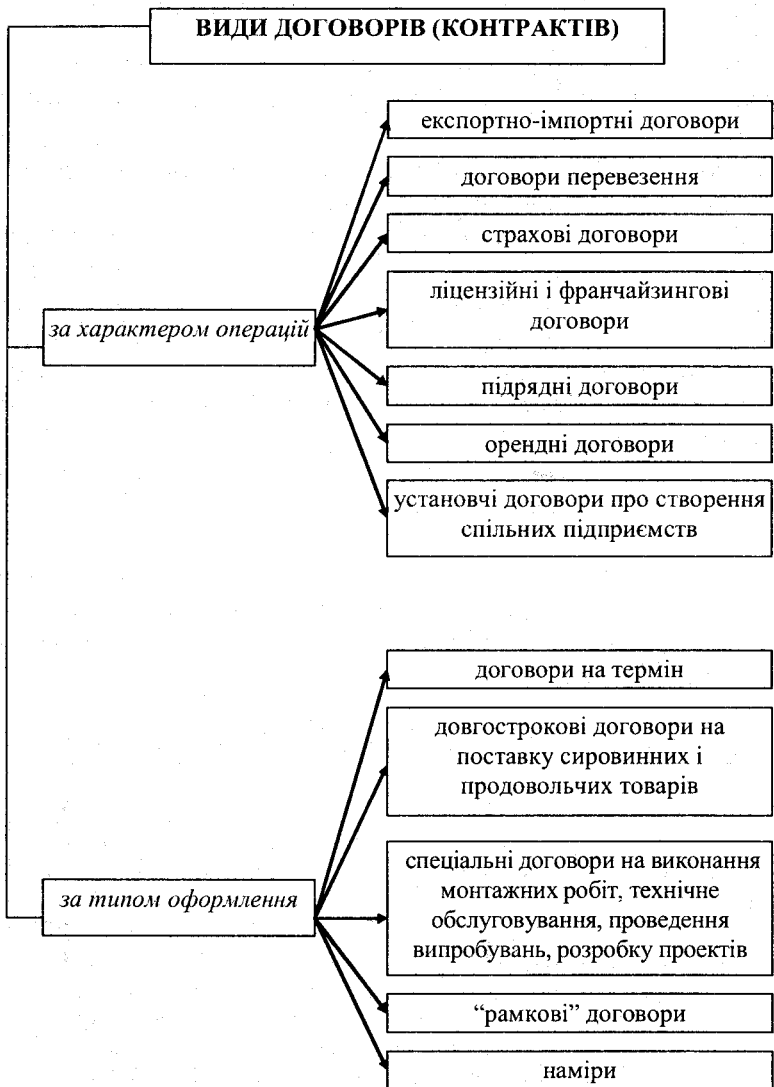 ВИДИ ДОГОВОРІВ (КОНТРАКТІВ)
за характером операцій
експортно-імпортні договори
договори перевезення
страхові договори
ліцензійні і франчайзингові
договори
підрядні договори
орендні договори
установчі договори про створення
спільних підприємств
за типом оформлення
договори на термін
довгострокові договори на
поставку сировинних і
продовольчих товарів
спеціальні договори на виконання
монтажних робіт, технічне
обслуговування, проведення
випробувань, розробку проектів
“рамкові” договори
наміри